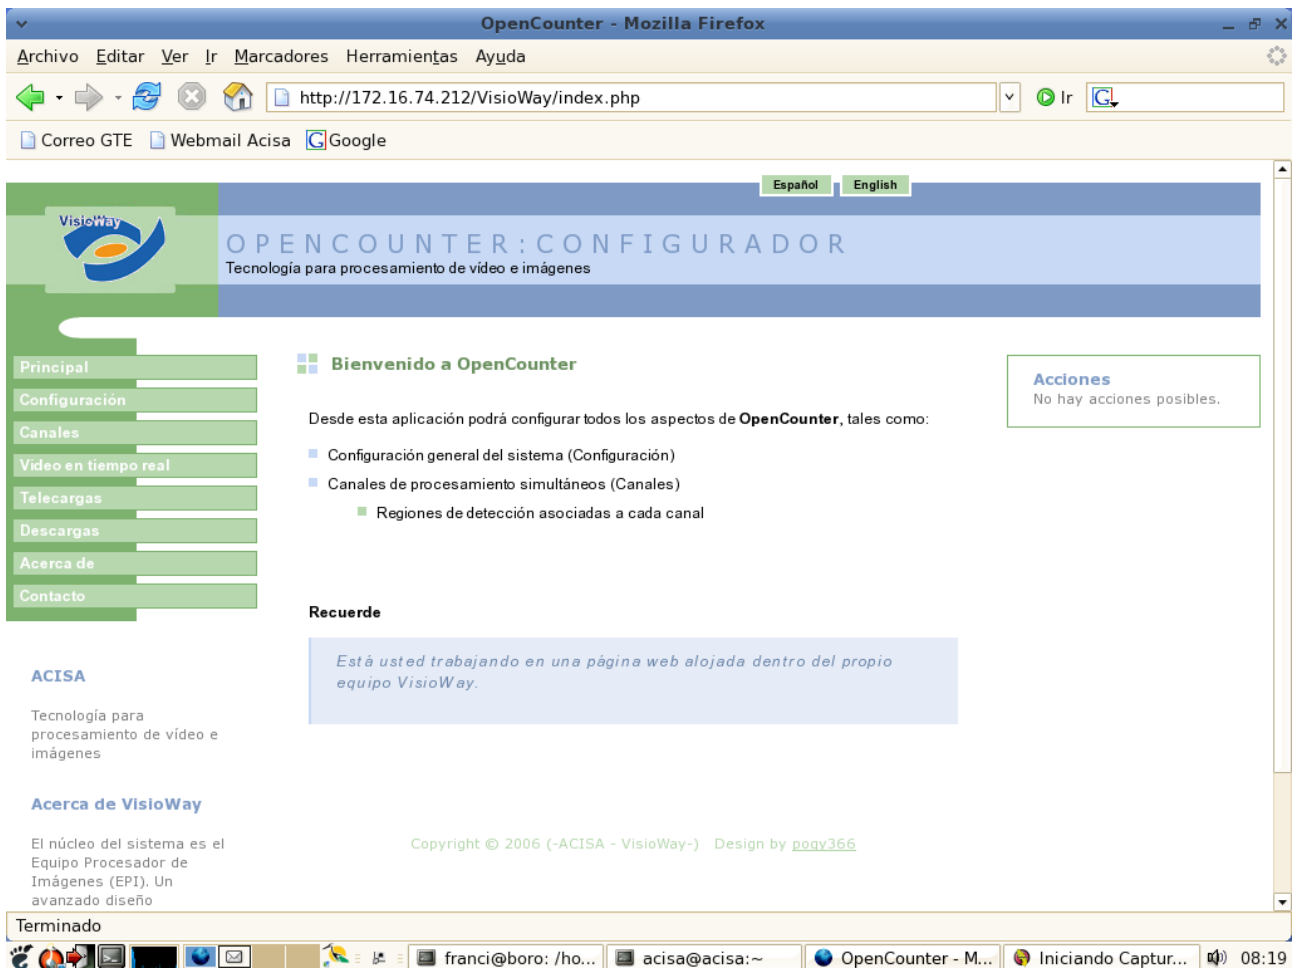 OpenCounter - Mozilla Firefox
Archivo Editar Ver Ir Marcadores Herramientas Ayuda
http://172.16.74.212/VisioWay/index.php
Ir
G
Correo GTE Webmail Acisa Google
Español English
VisioWay
OPENCOUNTER:CONFIGURADOR
Tecnología para procesamiento de vídeo e imágenes
Principal
Configuración
Canales
Video en tiempo real
Telecargas
Descargas
Acerca de
Contacto
ACISA
Tecnología para
procesamiento de vídeo e
imágenes
Acerca de VisioWay
El núcleo del sistema es el
Equipo Procesador de
Imágenes (EPI). Un
avanzado diseño
Bienvenido a OpenCounter
Desde esta aplicación podrá configurar todos los aspectos de OpenCounter, tales como:
Configuración general del sistema (Configuración)
Canales de procesamiento simultáneos (Canales)
Regiones de detección asociadas a cada canal
Recuerde
Está usted trabajando en una página web alojada dentro del propio
equipo VisioWay.
Copyright © 2006 (-ACISA - VisioWay-) Design by pogy366
Acciones
No hay acciones posibles.
Terminado
franci@boro: /ho... acisa@acisa:~ OpenCounter - M... Iniciando Captur... 08:19